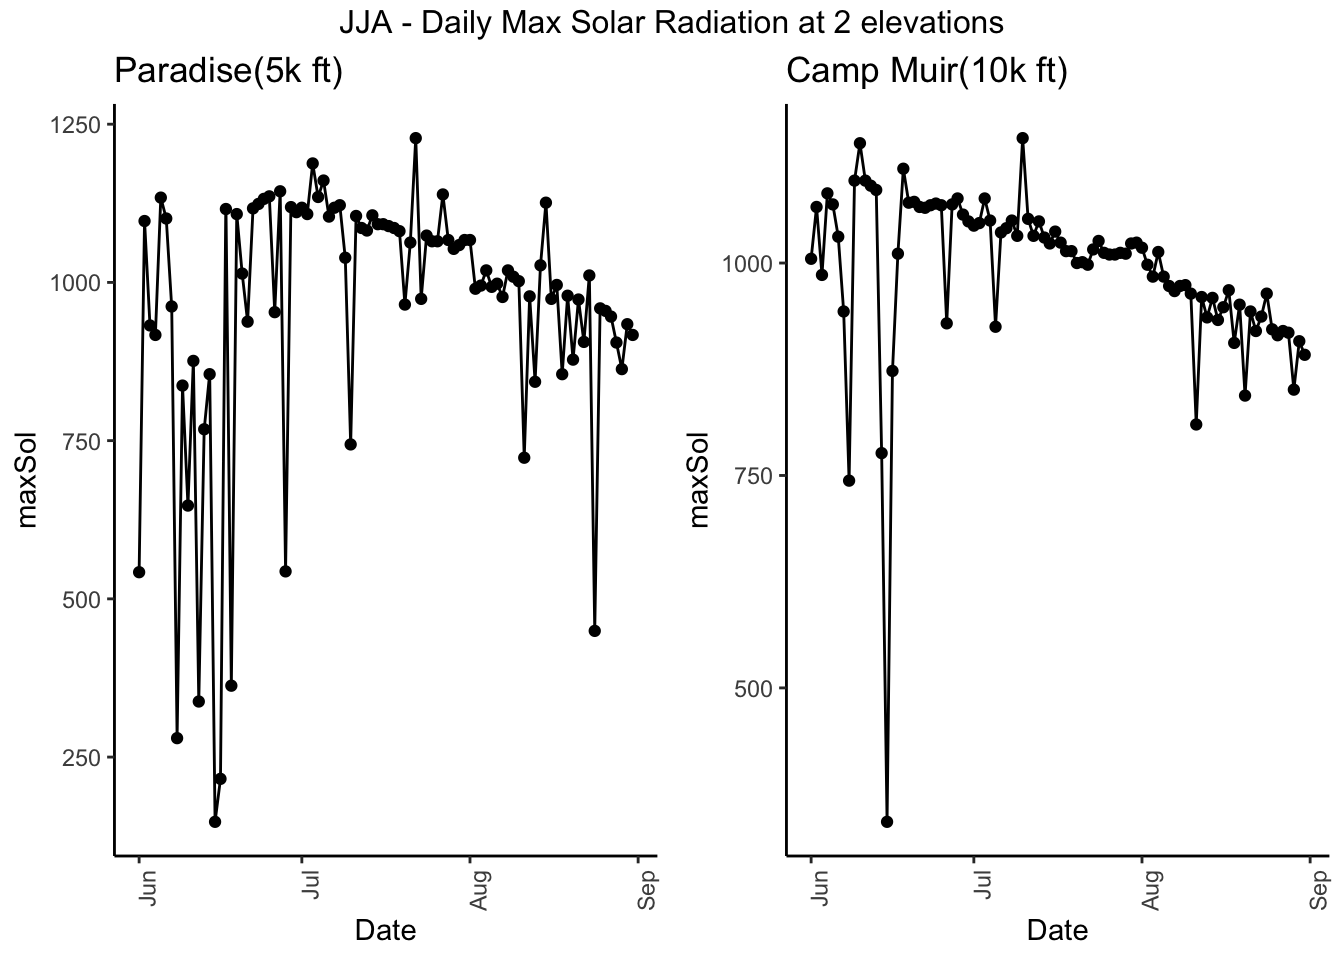 JJA - Daily Max Solar Radiation at 2 elevations
Paradise(5k ft)
1250
1000
750
500
250
maxSol
Jun
Jul
Aug
Sep
Date
Camp Muir(10k ft)
1000
750
500
maxSol
Jun
Jul
Aug
Sep
Date